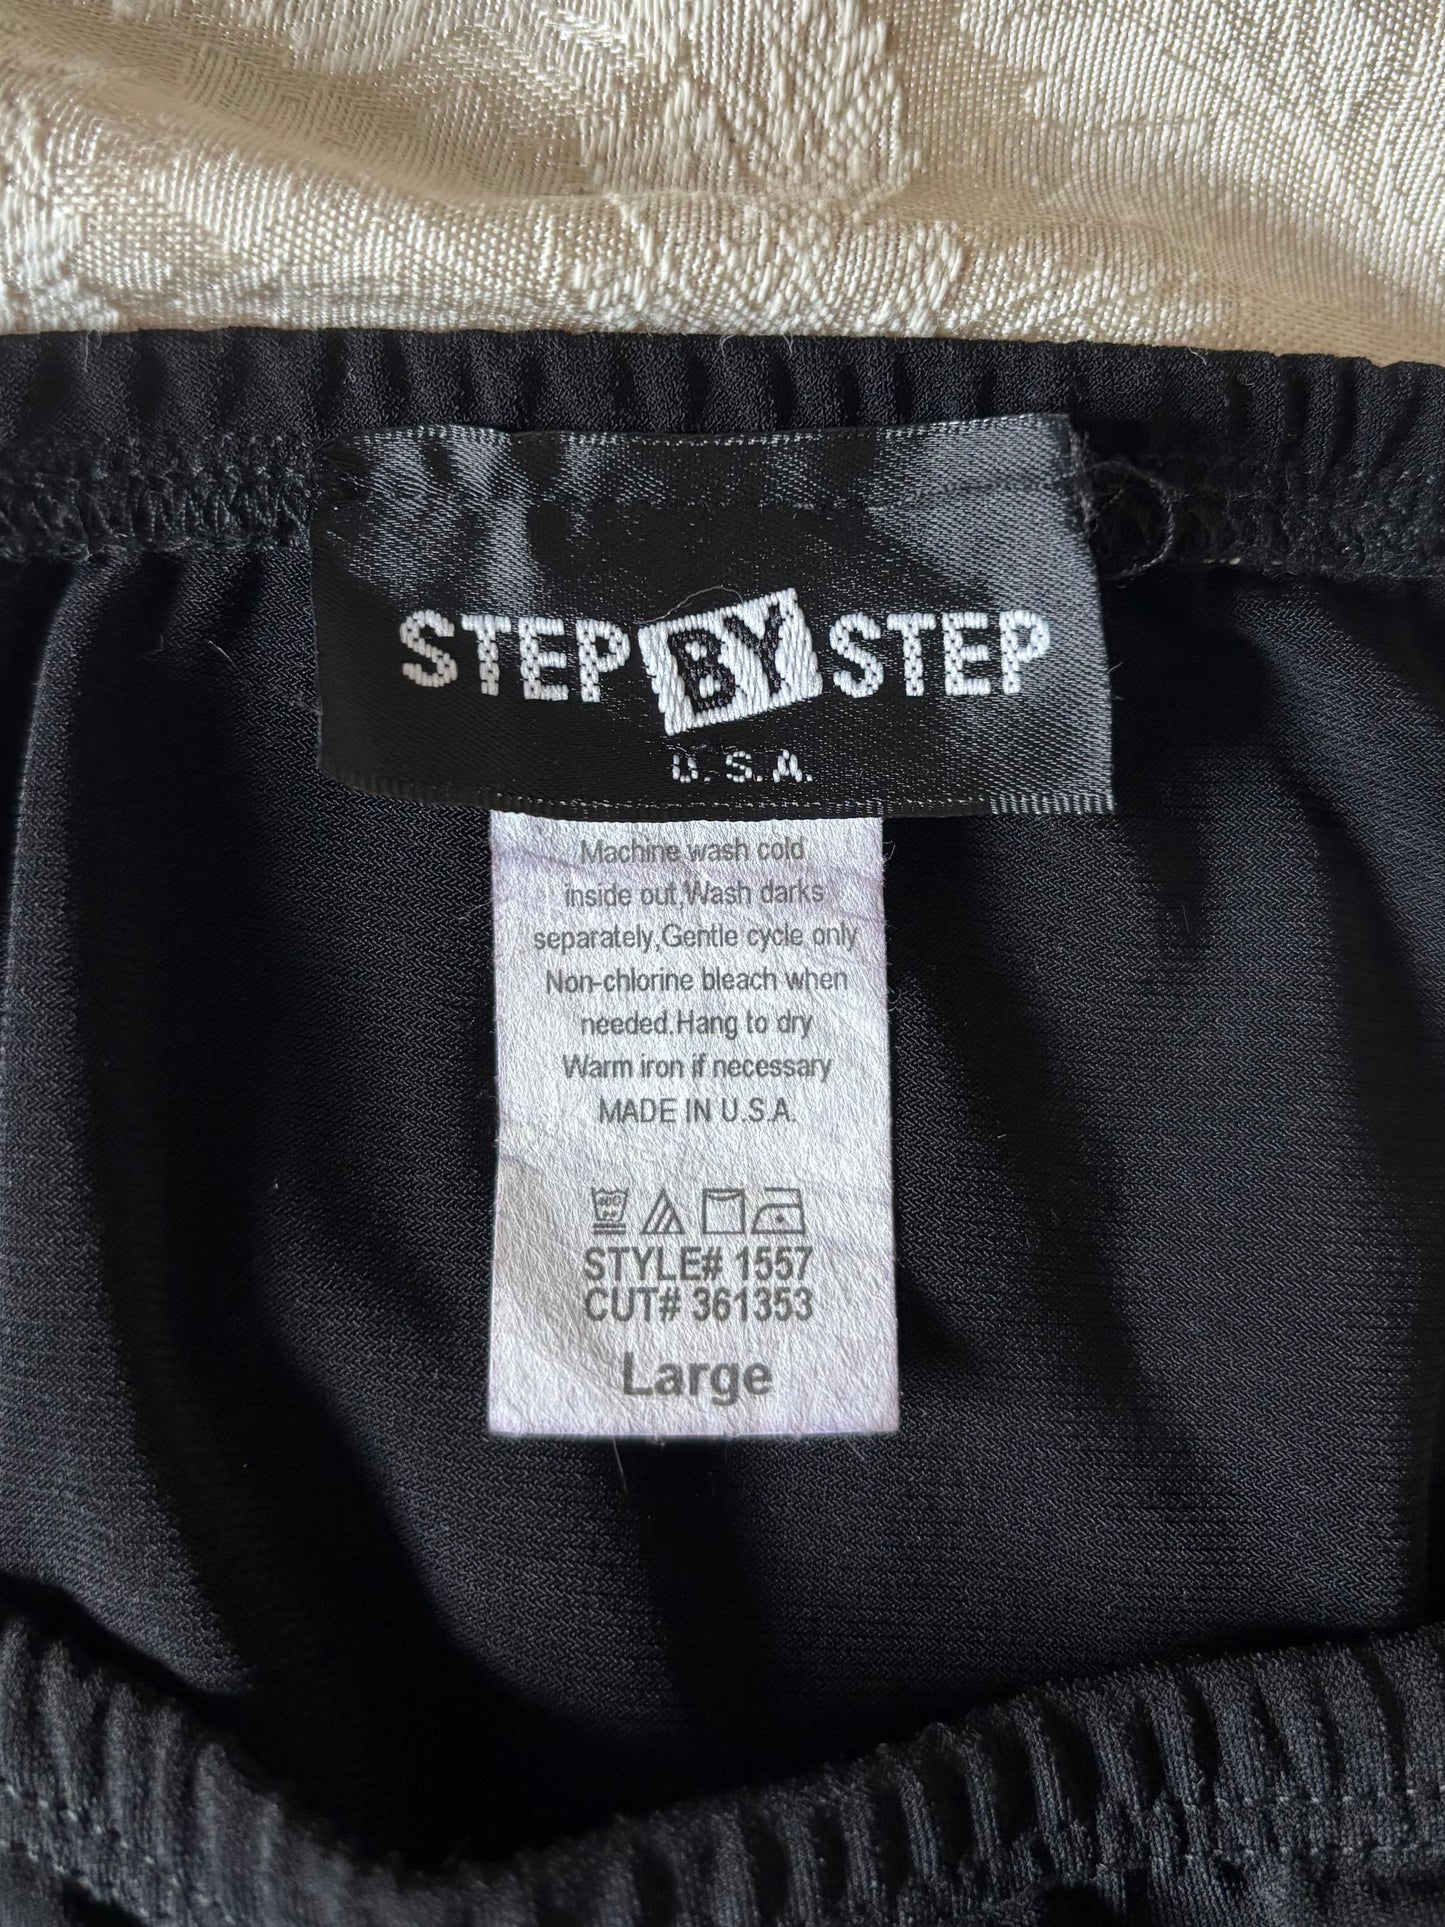 STEP BY STEP
U.S.A.
Machine wash cold
inside out,Wash darks
separately,Gentle cycle only
Non-chlorine bleach when
needed.Hang to dry
Warm iron if necessary
MADE IN U.S.A.
STYLE# 1557
CUT# 361353
Large